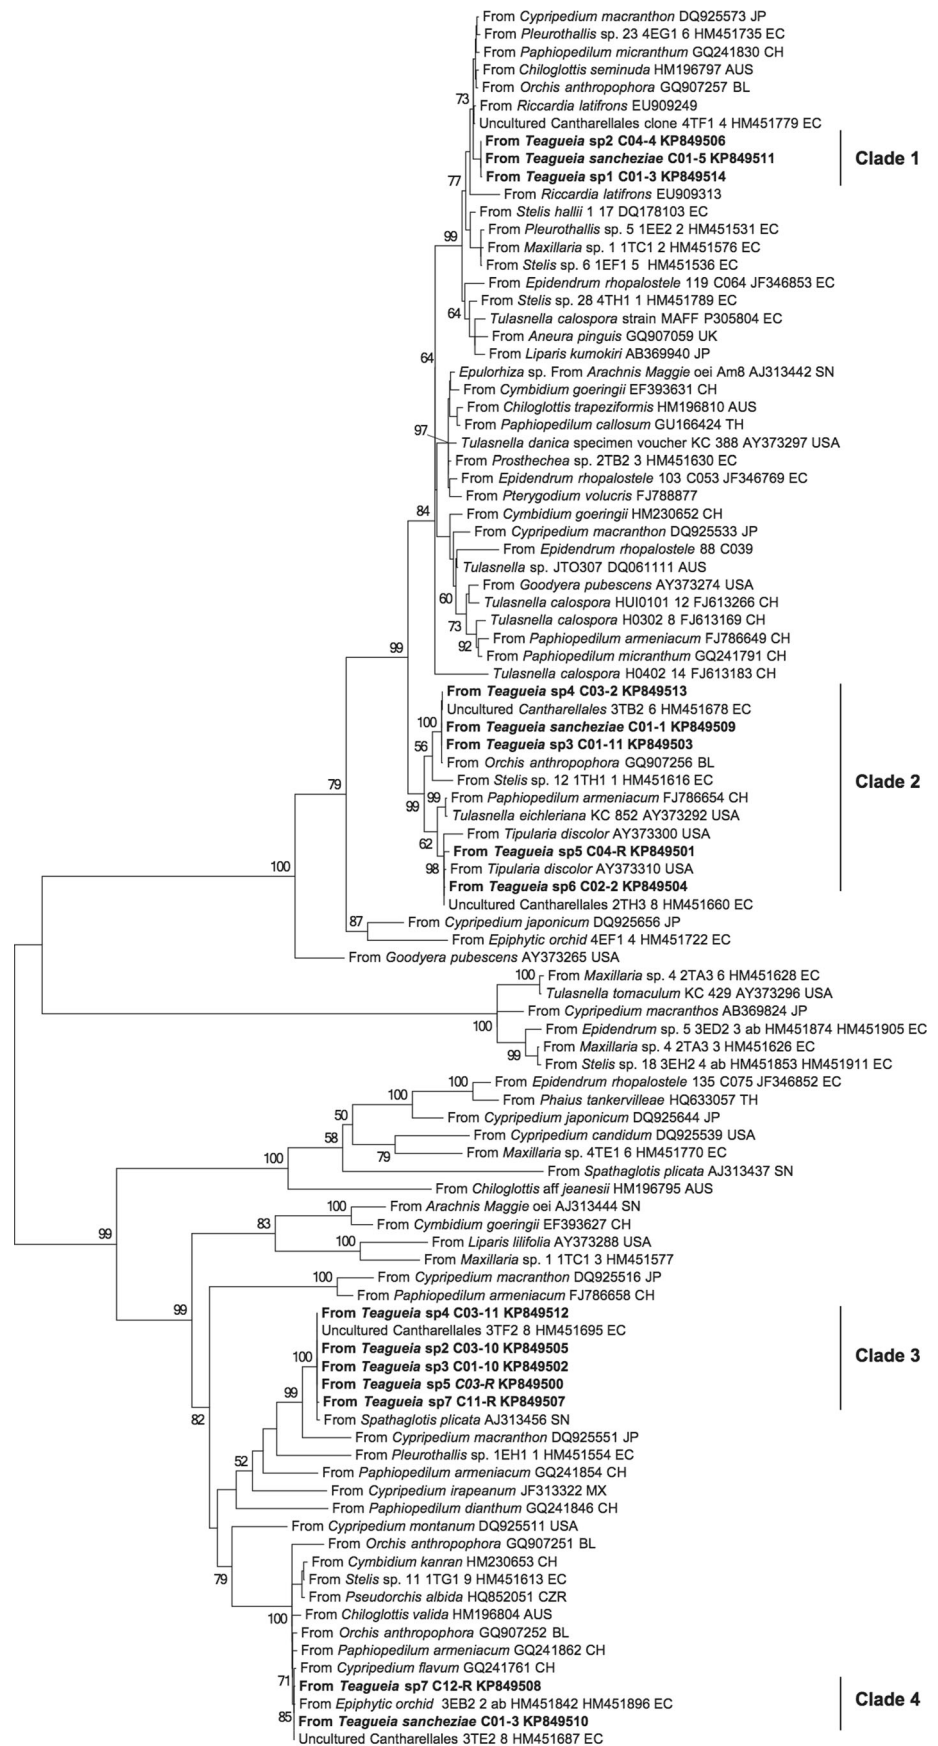 From Cypripedium macranthon DQ925573 JP
From Pleurothallis sp. 23 4EG1 6 HM451735 EC
From Paphiopedilum micranthum GQ241830 CH
From Chiloglottis seminuda HM196797 AUS
From Orchis anthropophora GQ907257 BL
73
From Riccardia latifrons EU909249
Uncultured Cantharellales clone 4TF1 4 HM451779 EC
From Teagueia sp2 C04-4 KP849506
From Teagueia sancheziae C01-5 KP849511
Clade 1
From Teagueia sp1 C01-3 KP849514
77
From Riccardia latifrons EU909313
From Stelis hallii 1 17 DQ178103 EC
From Pleurothallis sp. 5 1EE2 2 HM451531 EC
99
From Maxillaria sp. 1 1TC1 2 HM451576 EC
From Stelis sp. 6 1EF1 5 HM451536 EC
From Epidendrum rhopalostele 119 C064 JF346853 EC
From Stelis sp. 28 4TH1 1 HM451789 EC
64
Tulasnella calospora strain MAFF P305804 EC
From Aneura pinguis GQ907059 UK
From Liparis kumokiri AB369940 JP
64
Epulorhiza sp. From Arachnis Maggie oei Am8 AJ313442 SN
From Cymbidium goeringii EF393631 CH
From Chiloglottis trapeziformis HM196810 AUS
From Paphiopedilum callosum GU166424 TH
97
Tulasnella danica specimen voucher KC 388 AY373297 USA
From Prosthechea sp. 2TB2 3 HM451630 EC
From Epidendrum rhopalostele 103 C053 JF346769 EC
From Pterygodium volucris FJ788877
84
From Cymbidium goeringii HM230652 CH
From Cypripedium macranthon DQ925533 JP
From Epidendrum rhopalostele 88 C039
Tulasnella sp. JTO307 DQ061111 AUS
From Goodyera pubescens AY373274 USA
60
Tulasnella calospora HUI0101 12 FJ613266 CH
73
Tulasnella calospora H0302 8 FJ613169 CH
92
From Paphiopedilum armeniacum FJ786649 CH
From Paphiopedilum micranthum GQ241791 CH
99
Tulasnella calospora H0402 14 FJ613183 CH
From Teagueia sp4 C03-2 KP849513
Uncultured Cantharellales 3TB2 6 HM451678 EC
100
From Teagueia sancheziae C01-1 KP849509
From Teagueia sp3 C01-11 KP849503
56
From Orchis anthropophora GQ907256 BL
From Stelis sp. 12 1TH1 1 HM451616 EC
Clade 2
79
99
99
From Paphiopedilum armeniacum FJ786654 CH
Tulasnella eichleriana KC 852 AY373292 USA
From Tipularia discolor AY373300 USA
62
From Teagueia sp5 C04-R KP849501
98
From Tipularia discolor AY373310 USA
100
From Teagueia sp6 C02-2 KP849504
Uncultured Cantharellales 2TH3 8 HM451660 EC
87
From Cypripedium japonicum DQ925656 JP
From Epiphytic orchid 4EF1 4 HM451722 EC
From Goodyera pubescens AY373265 USA
100
From Maxillaria sp. 4 2TA3 6 HM451628 EC
Tulasnella tomaculum KC 429 AY373296 USA
From Cypripedium macranthos AB369824 JP
100
From Epidendrum sp. 5 3ED2 3 ab HM451874 HM451905 EC
From Maxillaria sp. 4 2TA3 3 HM451626 EC
99
From Stelis sp. 18 3EH2 4 ab HM451853 HM451911 EC
100
From Epidendrum rhopalostele 135 C075 JF346852 EC
100
From Phaius tankervilleae HQ633057 TH
50
From Cypripedium japonicum DQ925644 JP
58
From Cypripedium candidum DQ925539 USA
79
From Maxillaria sp. 4TE1 6 HM451770 EC
100
From Spathaglotis plicata AJ313437 SN
From Chiloglottis aff jeanesii HM196795 AUS
100
From Arachnis Maggie oei AJ313444 SN
83
From Cymbidium goeringii EF393627 CH
99
100
From Liparis lilifolia AY373288 USA
From Maxillaria sp. 1 1TC1 3 HM451577
100
From Cypripedium macranthon DQ925516 JP
From Paphiopedilum armeniacum FJ786658 CH
99
From Teagueia sp4 C03-11 KP849512
Uncultured Cantharellales 3TF2 8 HM451695 EC
From Teagueia sp2 C03-10 KP849505
Clade 3
100
From Teagueia sp3 C01-10 KP849502
From Teagueia sp5 C03-R KP849500
99
From Teagueia sp7 C11-R KP849507
82
From Spathaglotis plicata AJ313456 SN
From Cypripedium macranthon DQ925551 JP
From Pleurothallis sp. 1EH1 1 HM451554 EC
52
From Paphiopedilum armeniacum GQ241854 CH
From Cypripedium irapeanum JF313322 MX
From Paphiopedilum dianthum GQ241846 CH
From Cypripedium montanum DQ925511 USA
From Orchis anthropophora GQ907251 BL
From Cymbidium kanran HM230653 CH
79
From Stelis sp. 11 1TG1 9 HM451613 EC
From Pseudorchis albida HQ852051 CZR
100
From Chiloglottis valida HM196804 AUS
From Orchis anthropophora GQ907252 BL
From Paphiopedilum armeniacum GQ241862 CH
From Cypripedium flavum GQ241761 CH
71
From Teagueia sp7 C12-R KP849508
From Epiphytic orchid 3EB2 2 ab HM451842 HM451896 EC
Clade 4
85
From Teagueia sancheziae C01-3 KP849510
Uncultured Cantharellales 3TE2 8 HM451687 EC